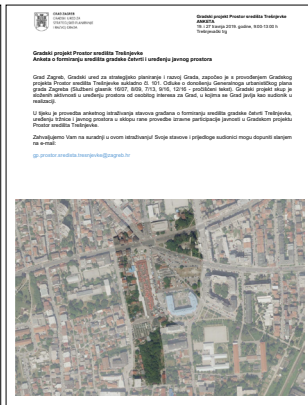 GRAD ZAGREB
Gradski projekt Prostor središta Trešnjevke
ANKETA
19. i 27 travnja 2019. godine, 9.00-13.00 h
Trešnjevački trg
Gradski projekt Prostor središta Trešnjevke
Anketa o formiranju središta gradske četvrti i uređenju javnog prostora
Grad Zagreb, Gradski ured za strategijsko planiranje i razvoj Grada, započeo je s provođenjem Gradskog
projekta Prostor središta Trešnjevke sukladno čl. 101. Odluke o donošenju Generalnoga urbanističkog plana
grada Zagreba (Službeni glasnik 16/07, 8/09, 7/13, 9/16, 12/16 - pročišćeni tekst). Gradski projekt skup je
složenih aktivnosti u uređenju prostora od osobitog interesa za Grad, u kojima se Grad javlja kao sudionik u
realizaciji.
U tijeku je provedba anketnog istraživanja stavova građana o formiranju središta gradske četvrti Trešnjevka,
uređenju tržnice i javnog prostora u sklopu rane provedbe izravne participacije javnosti u Gradskom projektu
Prostor središta Trešnjevke.
Zahvaljujemo Vam na suradnji u ovom istraživanju! Svoje stavove i prijedloge sudionici mogu dopuniti slanjem
na e-mail:
gp.prostor.sredista.tresnjevke@zagreb.hr